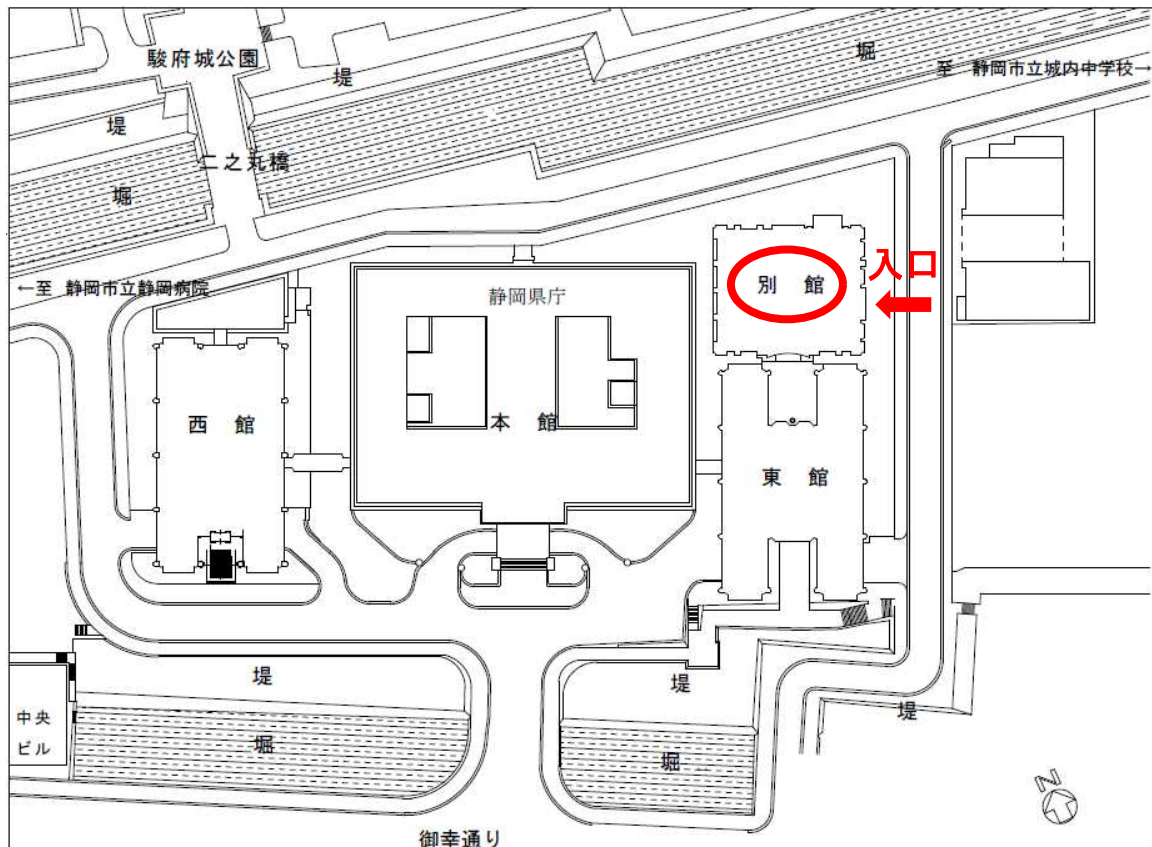 駿府城公園
堤
堀
至 静岡市立城内中学校→
堤
二之丸橋
堀
←至 静岡市立静岡病院
静岡県庁
別 館
入口
西 館
本 館
東 館
堤
堤
堤
中央
ビル
堀
堀
御幸通り
N